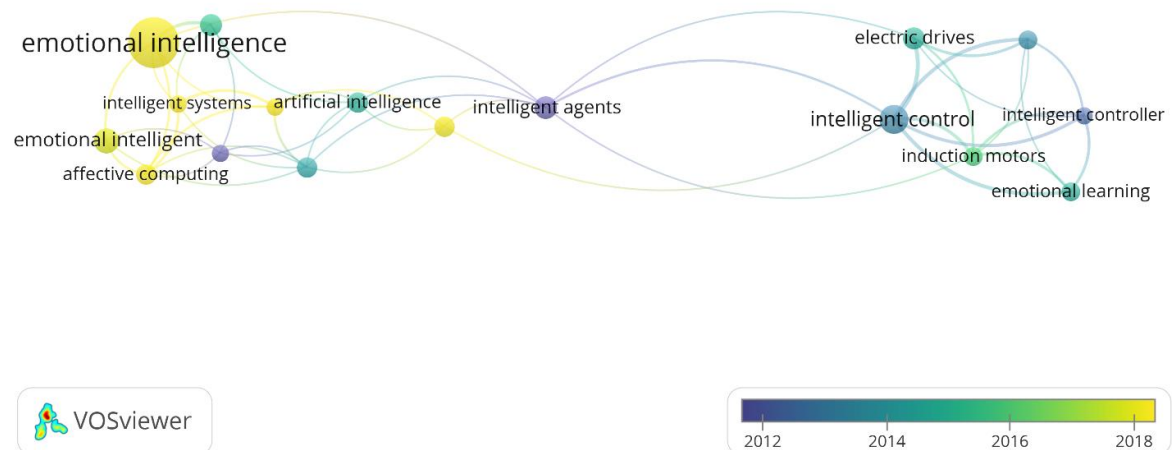 electric drives
emotional intelligence
intelligent systems
artificial intelligence
intelligent agents
intelligent control
intelligent controller
emotional intelligent
induction motors
affective computing
emotional learning
VOSviewer
2012
2014
2016
2018